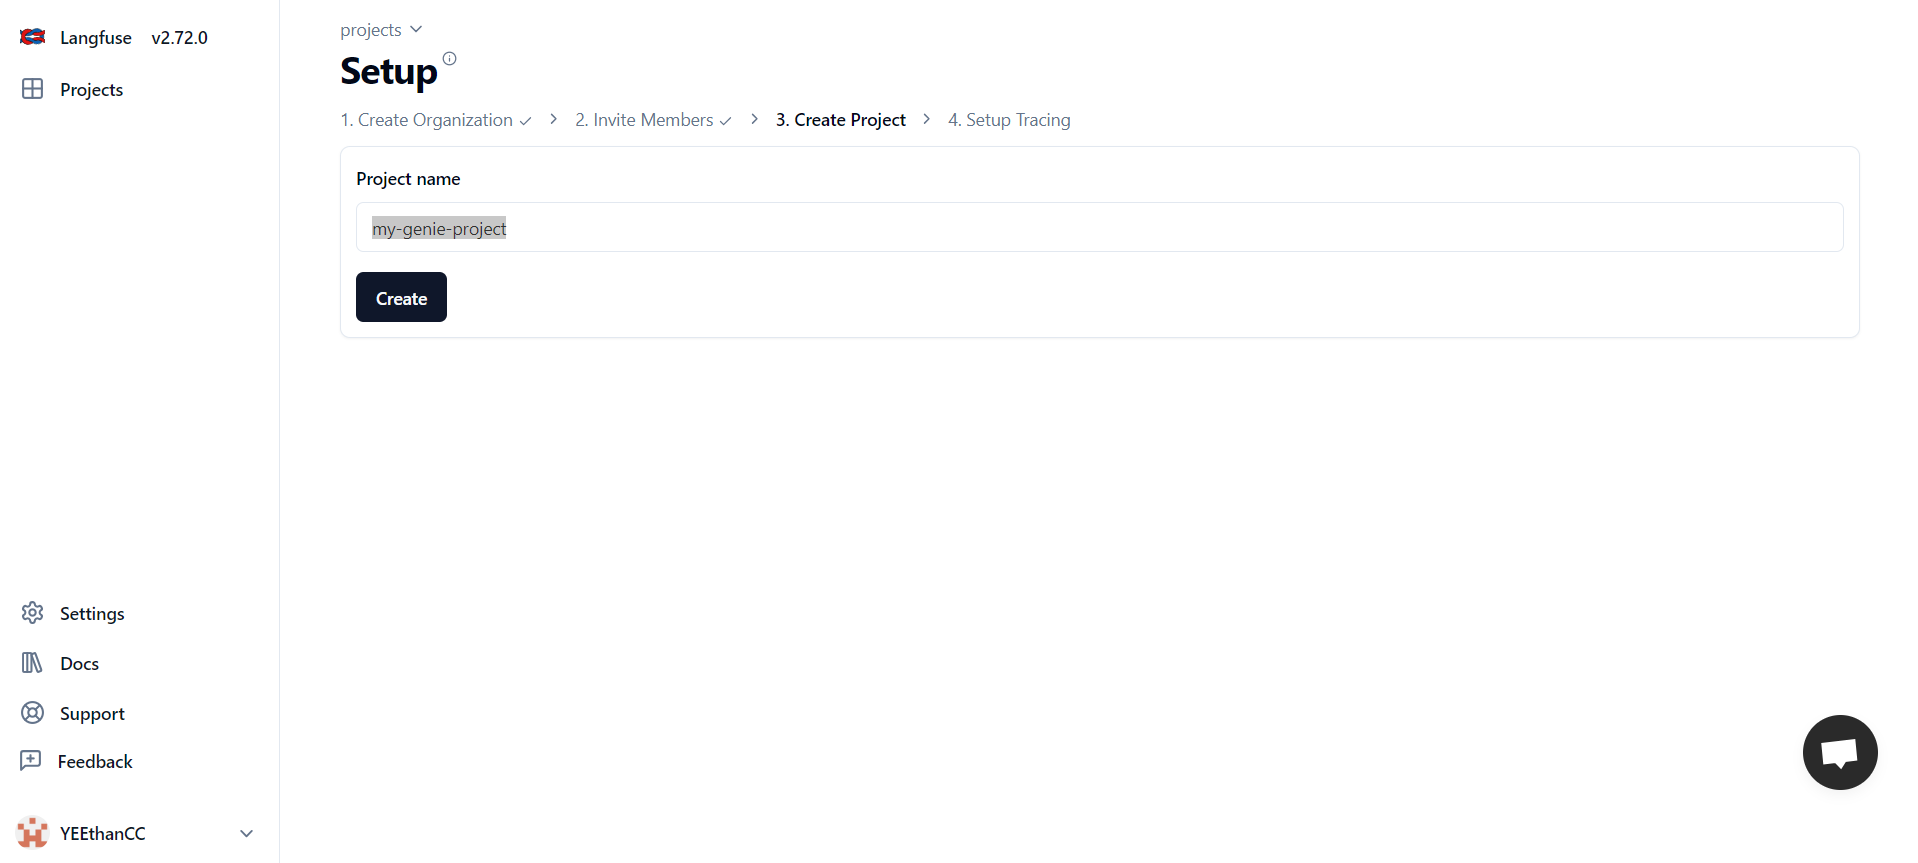 Langfuse v2.72.0
Projects
projects
Setup
1. Create Organization
2. Invite Members
3. Create Project
4. Setup Tracing
Project name
my-genie-project
Create
Settings
Docs
Support
Feedback
YEEthanCC